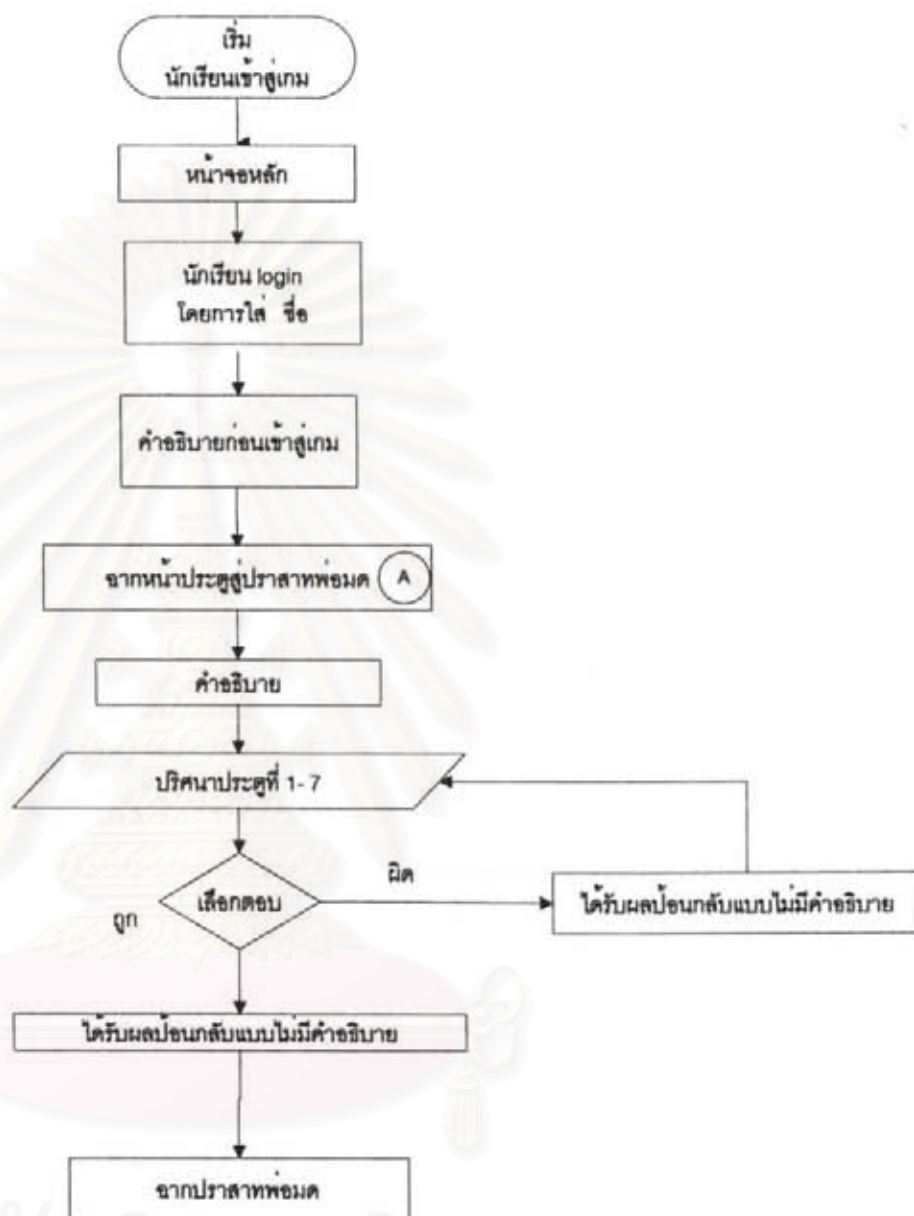 เริ่ม
นักเรียนเข้าสู่เกม
หน้าจอหลัก
นักเรียน login
โดยการใส่ ชื่อ
คำอธิบายก่อนเข้าสู่เกม
ฉากหน้าประตูสู่ปราสาทพ่อมด A
คำอธิบาย
ปริศนาประตูที่ 1- 7
เลือกตอบ
ผิด
ได้รับผลป้อนกลับแบบไม่มีคำอธิบาย
ถูก
ได้รับผลป้อนกลับแบบไม่มีคำอธิบาย
ฉากปราสาทพ่อมด